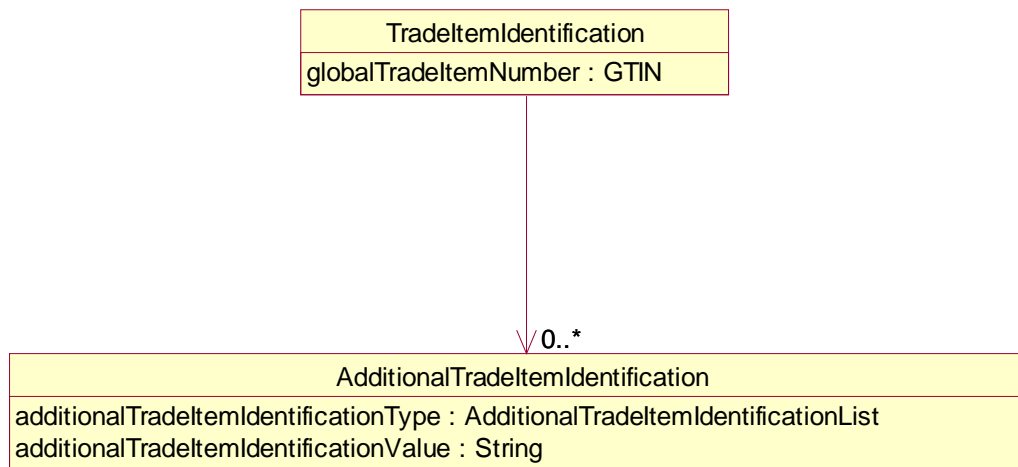 TradeItemIdentification
globalTradeItemNumber : GTIN
0..*
AdditionalTradeItemIdentification
additionalTradeItemIdentificationType : AdditionalTradeItemIdentificationList
additionalTradeItemIdentificationValue : String